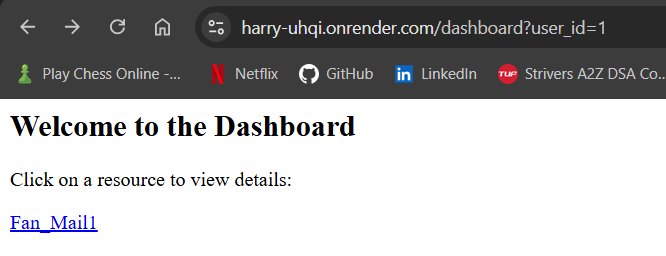 harry-uhqi.onrender.com/dashboard?user_id=1
Play Chess Online -... Netflix GitHub LinkedIn TUF Strivers A2Z DSA Co...
Welcome to the Dashboard
Click on a resource to view details:
Fan_Mail1